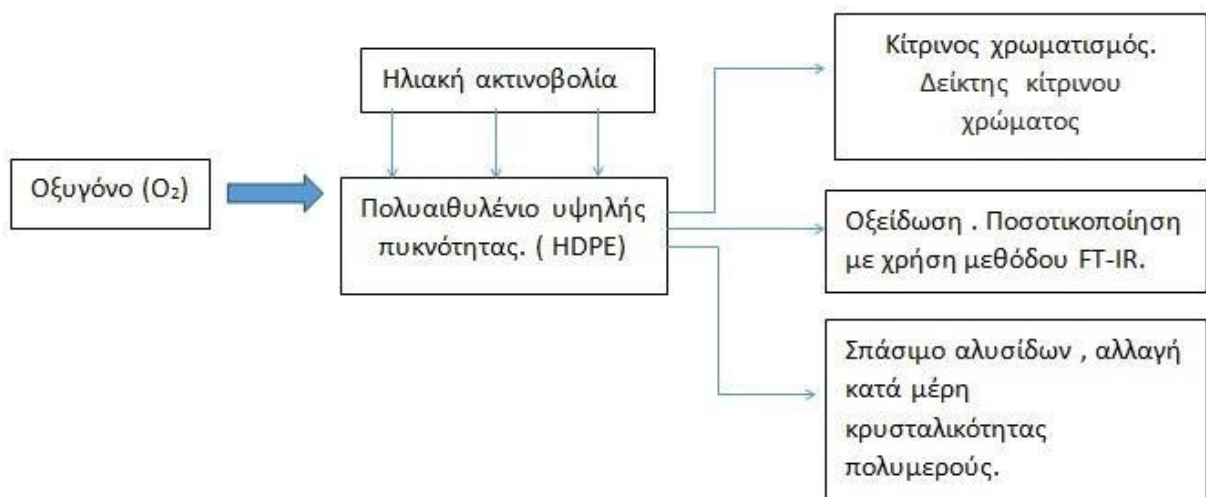 Ηλιακή ακτινοβολία
Οξυγόνο (O₂)
Πολυαιθυλένιο υψηλής
πυκνότητας. ( HDPE)
Κίτρινος χρωματισμός.
Δείκτης κίτρινου
χρώματος
Οξείδωση . Ποσοτικοποίηση
με χρήση μεθόδου FT-IR.
Σπάσιμο αλυσίδων , αλλαγή
κατά μέρη
κρυσταλικότητας
πολυμερούς.